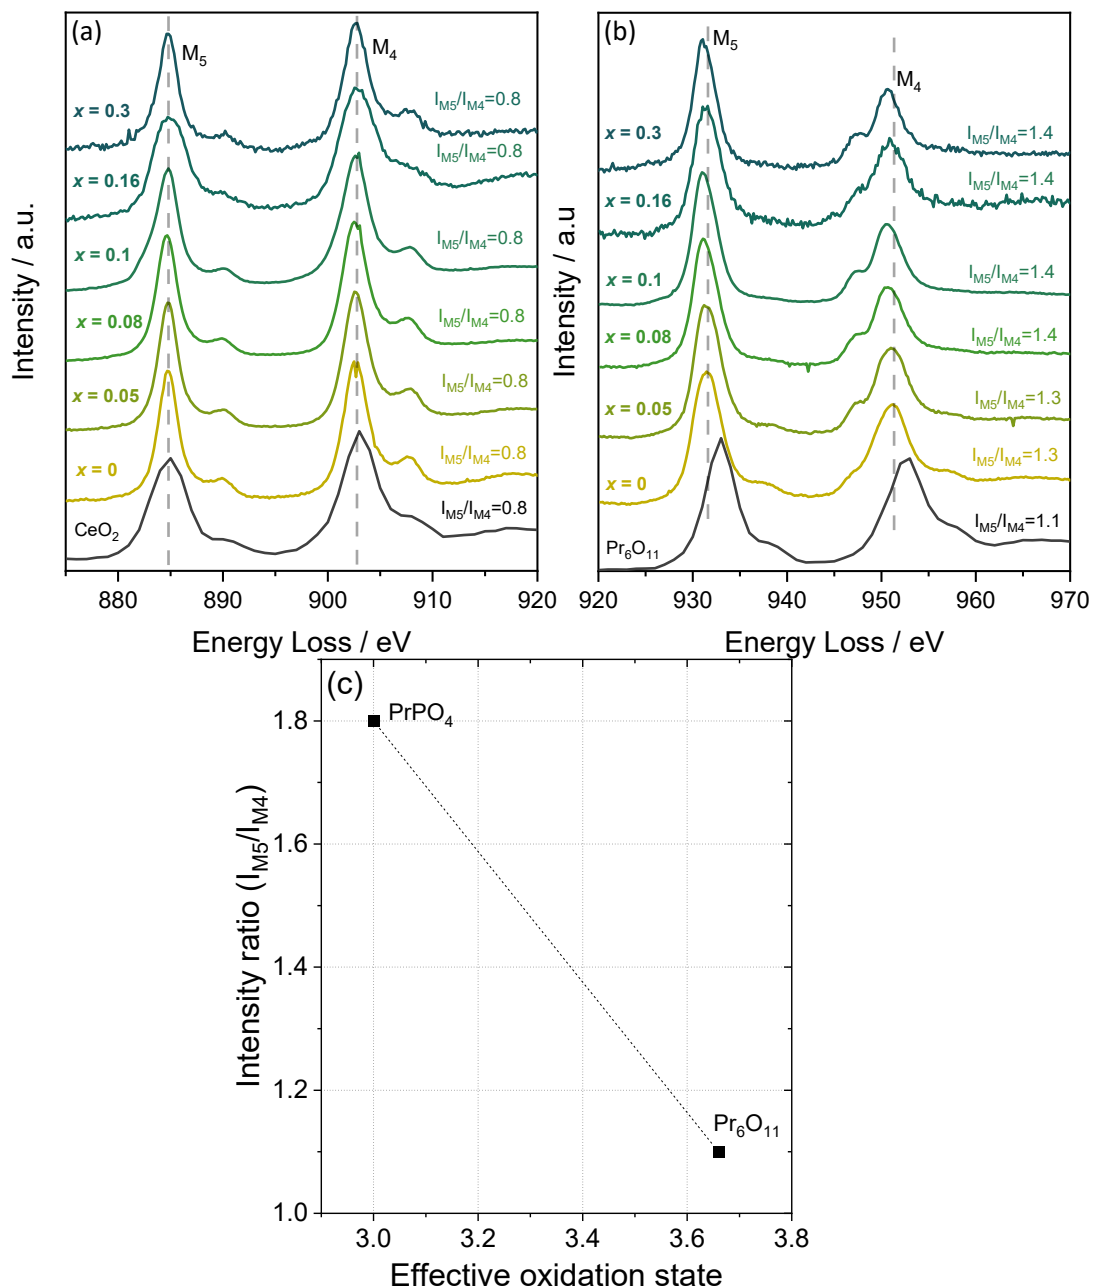 (a)
M5
M4
x = 0.3
IM5/IM4=0.8
x = 0.16
IM5/IM4=0.8
x = 0.1
IM5/IM4=0.8
x = 0.08
IM5/IM4=0.8
x = 0.05
IM5/IM4=0.8
x = 0
IM5/IM4=0.8
CeO2
IM5/IM4=0.8
Intensity / a.u.
880 890 900 910 920
Energy Loss / eV
(b)
M5
M4
x = 0.3
IM5/IM4=1.4
x = 0.16
IM5/IM4=1.4
x = 0.1
IM5/IM4=1.4
x = 0.08
IM5/IM4=1.4
x = 0.05
IM5/IM4=1.3
x = 0
IM5/IM4=1.3
Pr6O11
IM5/IM4=1.1
Intensity / a.u
920 930 940 950 960 970
Energy Loss / eV
(c)
PrPO4
Pr6O11
1.8
1.6
1.4
1.2
1.0
Intensity ratio (IM5/IM4)
3.0 3.2 3.4 3.6 3.8
Effective oxidation state